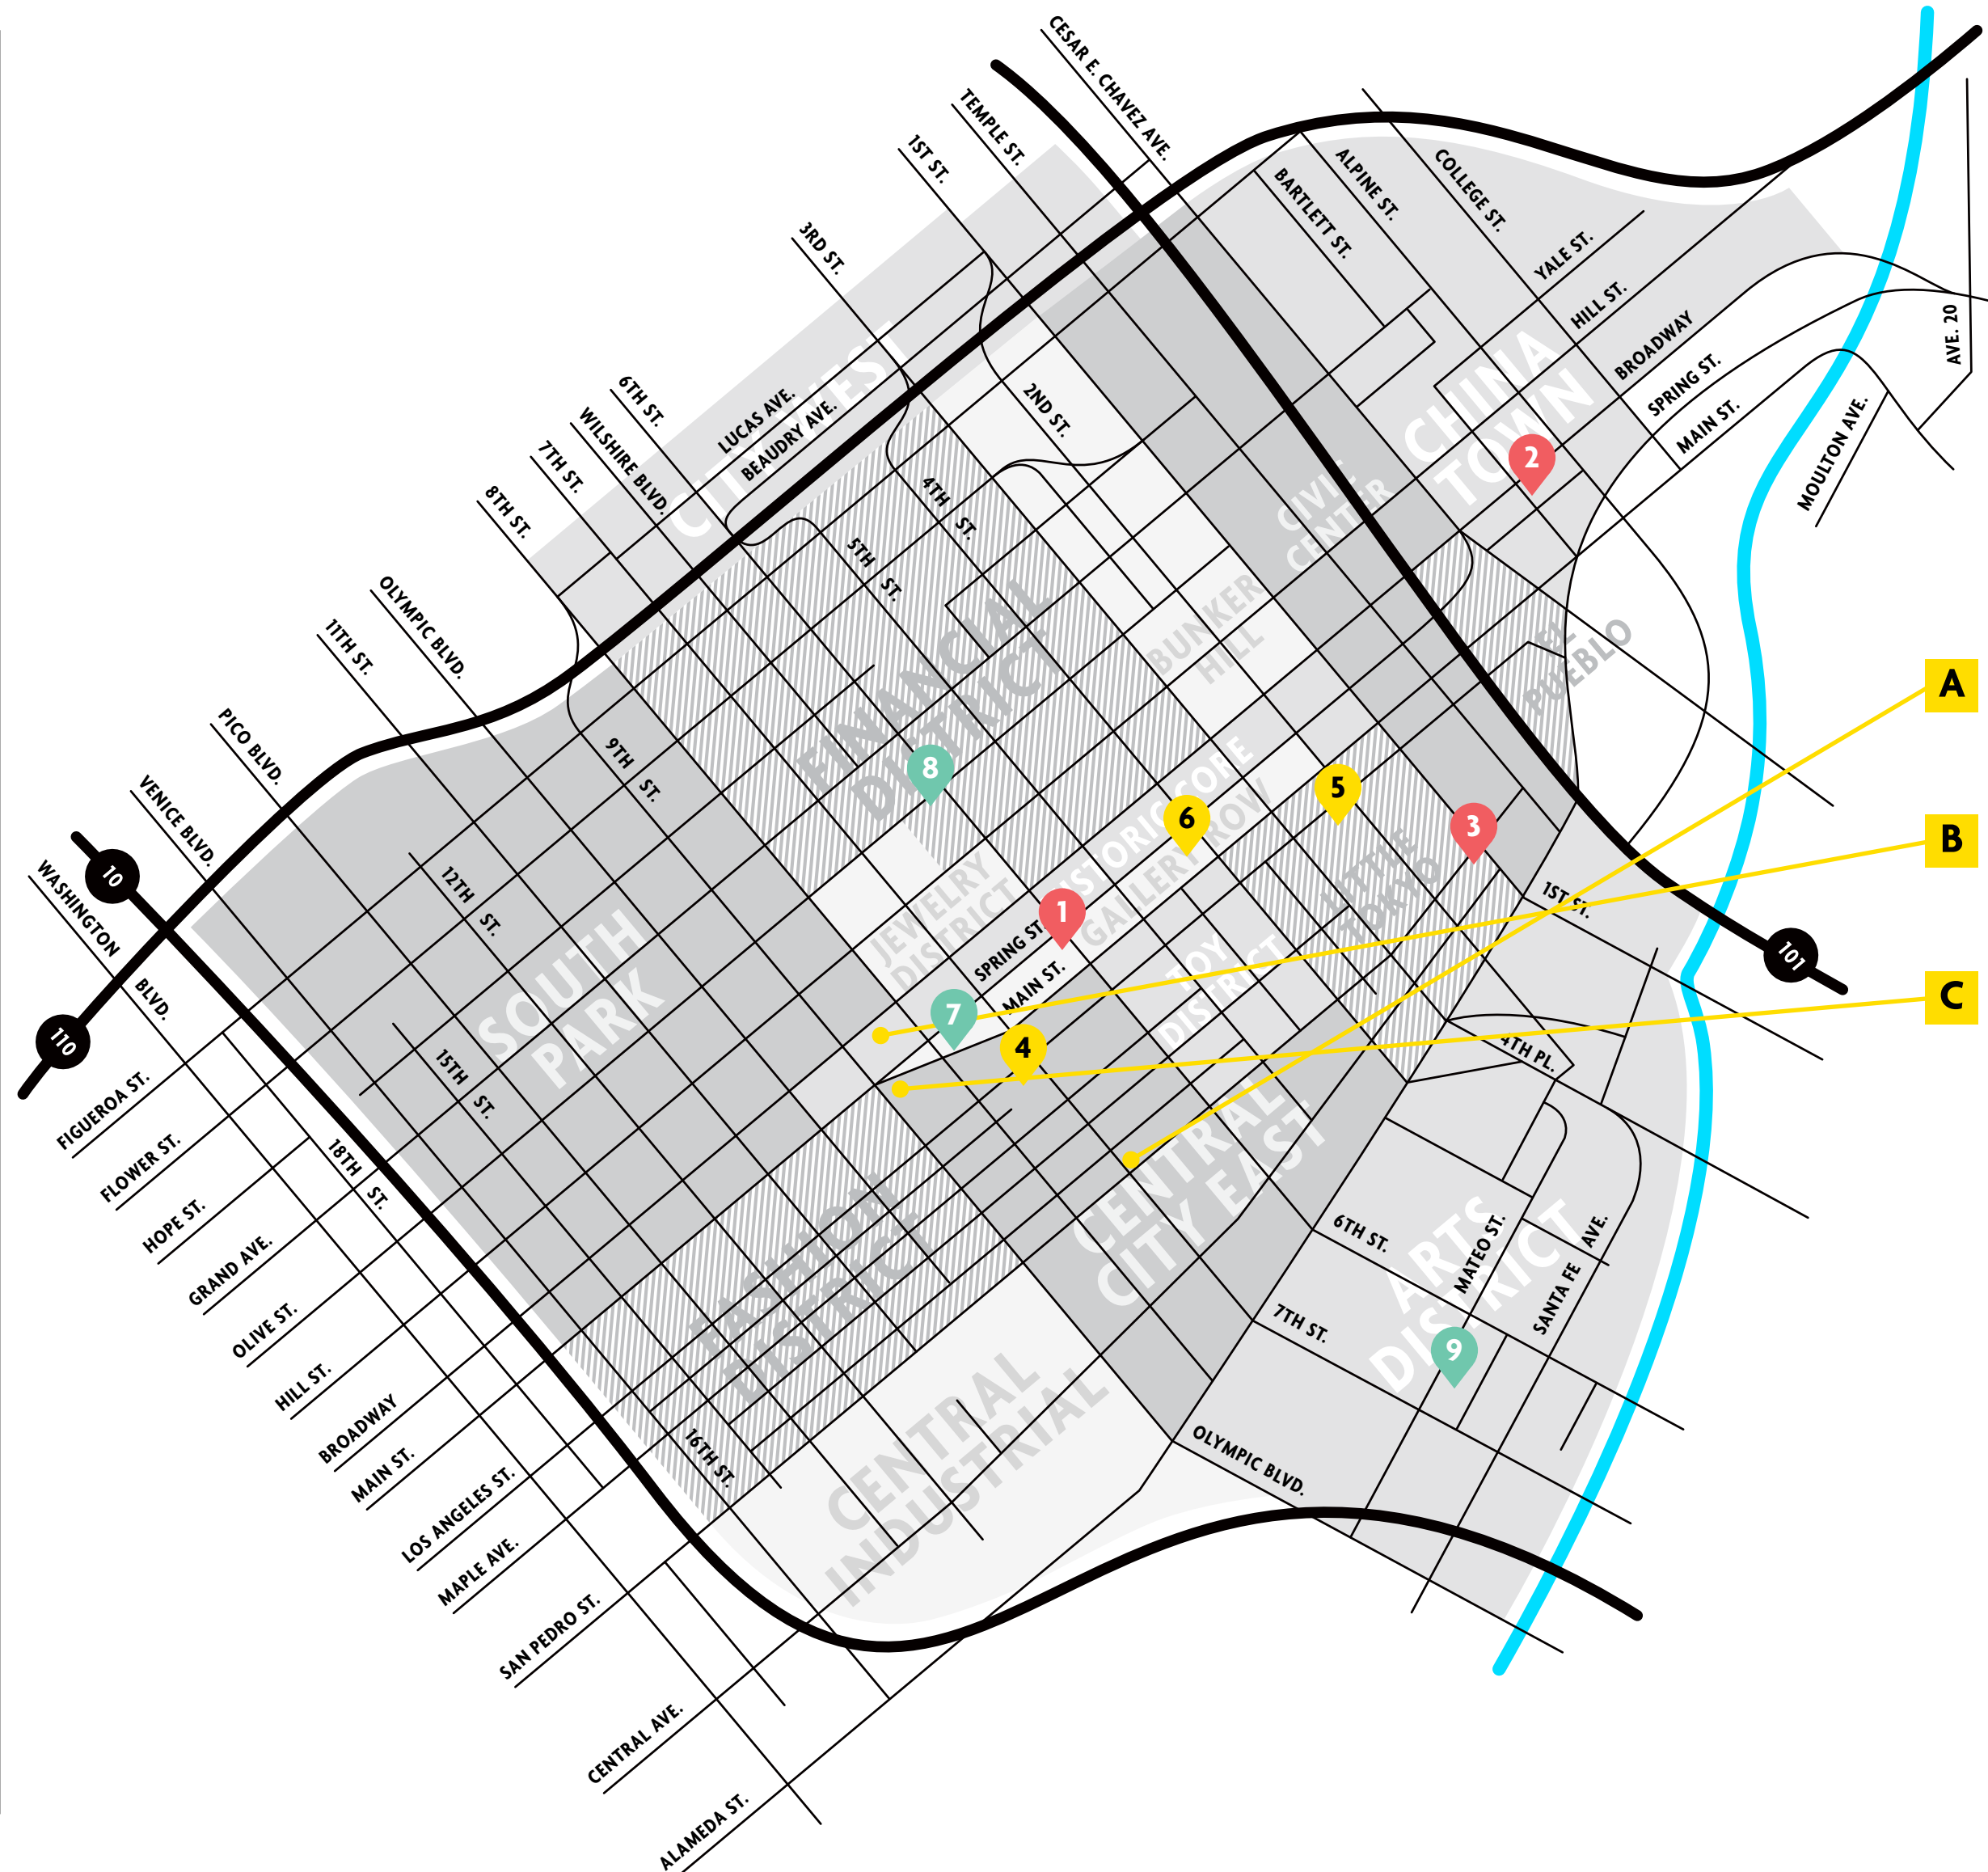 CESAR E. CHAVEZ AVE.
TEMPLE ST.
1ST ST.
ALPINE ST.
COLLEGE ST.
BARTLETT ST.
3RD ST.
YALE ST.
HILL ST.
BROADWAY
SPRING ST.
MAIN ST.
AVE. 20
MOULTON AVE.
6TH ST.
WILSHIRE BLVD.
7TH ST.
8TH ST.
LUCAS AVE.
BEAUDRY AVE.
CITY WEST
2ND ST.
CHINA
TOWN
2
4TH ST.
CIVIC
CENTER
5TH ST.
OLYMPIC BLVD.
11TH ST.
FINANCIAL
DISTRICT
BUNKER
HILL
EL
PUEBLO
A
PICO BLVD.
9TH ST.
8
6
5
3
B
HISTORIC CORE
GALLERY ROW
LITTLE
TOKYO
VENICE BLVD.
10
WASHINGTON BLVD.
12TH ST.
JEWELRY
DISTRICT
1
SPRING ST.
MAIN ST.
1ST ST.
101
TOY
DISTRICT
C
SOUTH
PARK
7
4
4TH PL.
110
15TH ST.
FIGUEROA ST.
FLOWER ST.
HOPE ST.
GRAND AVE.
OLIVE ST.
HILL ST.
BROADWAY
MAIN ST.
LOS ANGELES ST.
MAPLE AVE.
SAN PEDRO ST.
CENTRAL AVE.
ALAMEDA ST.
18TH ST.
CENTRAL
CITY EAST
FASHION
DISTRICT
6TH ST.
MATEO ST.
SANTA FE AVE.
ARTS
DISTRICT
7TH ST.
9
CENTRAL
INDUSTRIAL
16TH ST.
OLYMPIC BLVD.